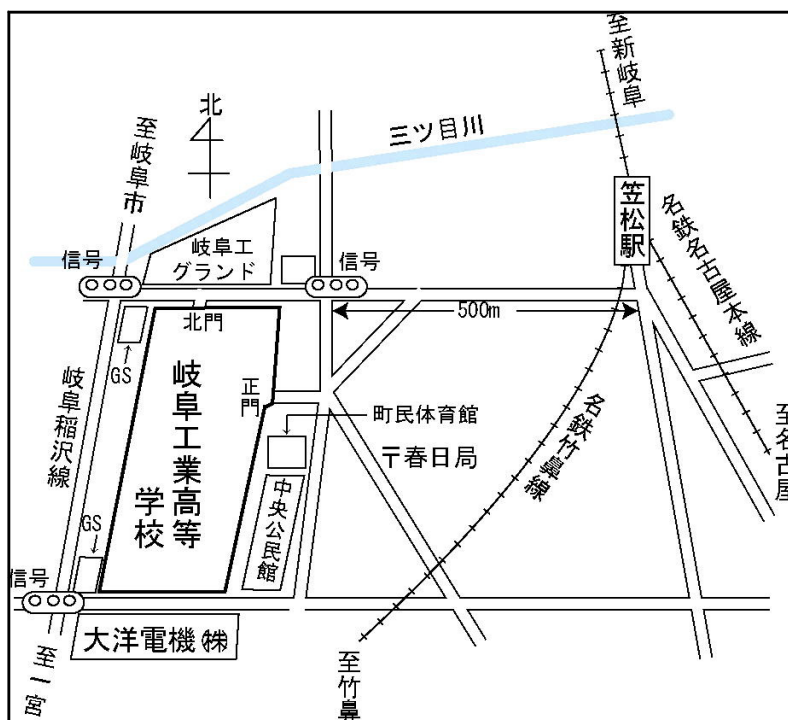 至新岐阜
北
三ツ目川
至岐阜市
笠松駅
名鉄名古屋本線
信号
岐阜工
グランド
信号
北門
500m
GS
岐阜稲沢線
岐阜工業高等
学校
正門
町民体育館
〒春日局
名鉄竹鼻線
至名古屋
中央公民館
GS
信号
大洋電機㈱
至一宮
至竹鼻